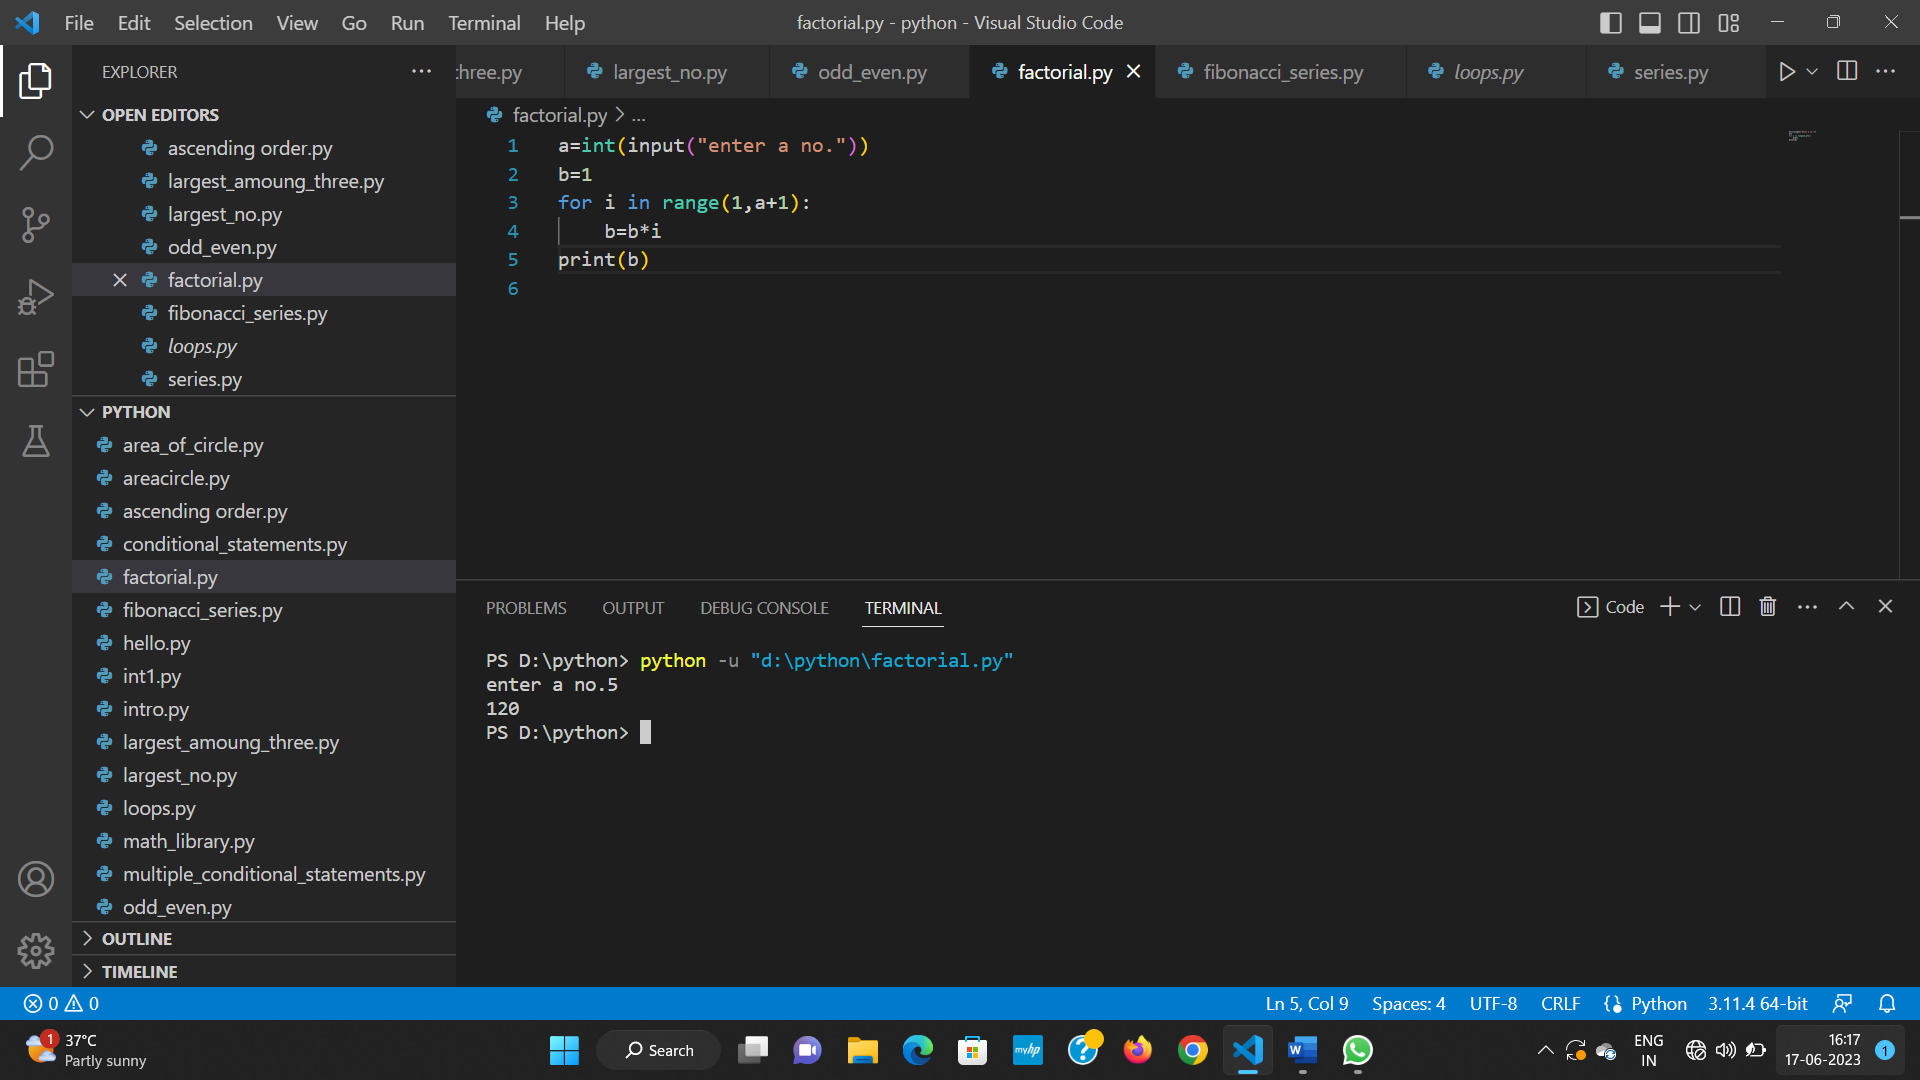 File Edit Selection View Go Run Terminal Help
factorial.py - python - Visual Studio Code
EXPLORER
OPEN EDITORS
ascending order.py
largest_amoung_three.py
largest_no.py
odd_even.py
factorial.py
fibonacci_series.py
loops.py
series.py
PYTHON
area_of_circle.py
areacircle.py
ascending order.py
conditional_statements.py
factorial.py
fibonacci_series.py
hello.py
int1.py
intro.py
largest_amoung_three.py
largest_no.py
loops.py
math_library.py
multiple_conditional_statements.py
odd_even.py
OUTLINE
TIMELINE
three.py largest_no.py odd_even.py factorial.py fibonacci_series.py loops.py series.py
factorial.py > ...
1 a=int(input("enter a no."))
2 b=1
3 for i in range(1,a+1):
4 b=b*i
5 print(b)
6
PROBLEMS OUTPUT DEBUG CONSOLE TERMINAL
Code
PS D:\python> python -u "d:\python\factorial.py"
enter a no.5
120
PS D:\python>
0 0
Ln 5, Col 9 Spaces: 4 UTF-8 CRLF Python 3.11.4 64-bit
1
37°C
Partly sunny
Search
myhp
W
ENG
IN
16:17
17-06-2023
1